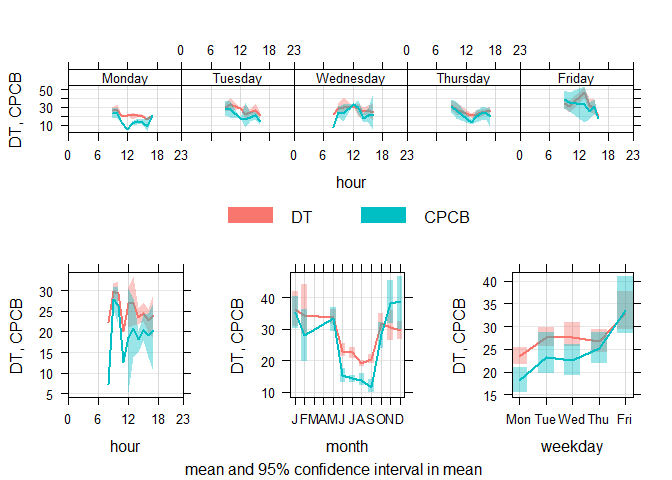 0 6 12 18 23 0 6 12 18 23
Monday Tuesday Wednesday Thursday Friday
DT, CPCB
50
30
10
0 6 12 18 23 0 6 12 18 23 0 6 12 18 23
hour
DT CPCB
DT, CPCB
30
25
20
15
10
5
0 6 12 18 23
hour
DT, CPCB
40
30
20
10
J FMAMJ J ASOND
month
DT, CPCB
40
35
30
25
20
15
Mon Tue Wed Thu Fri
weekday
mean and 95% confidence interval in mean